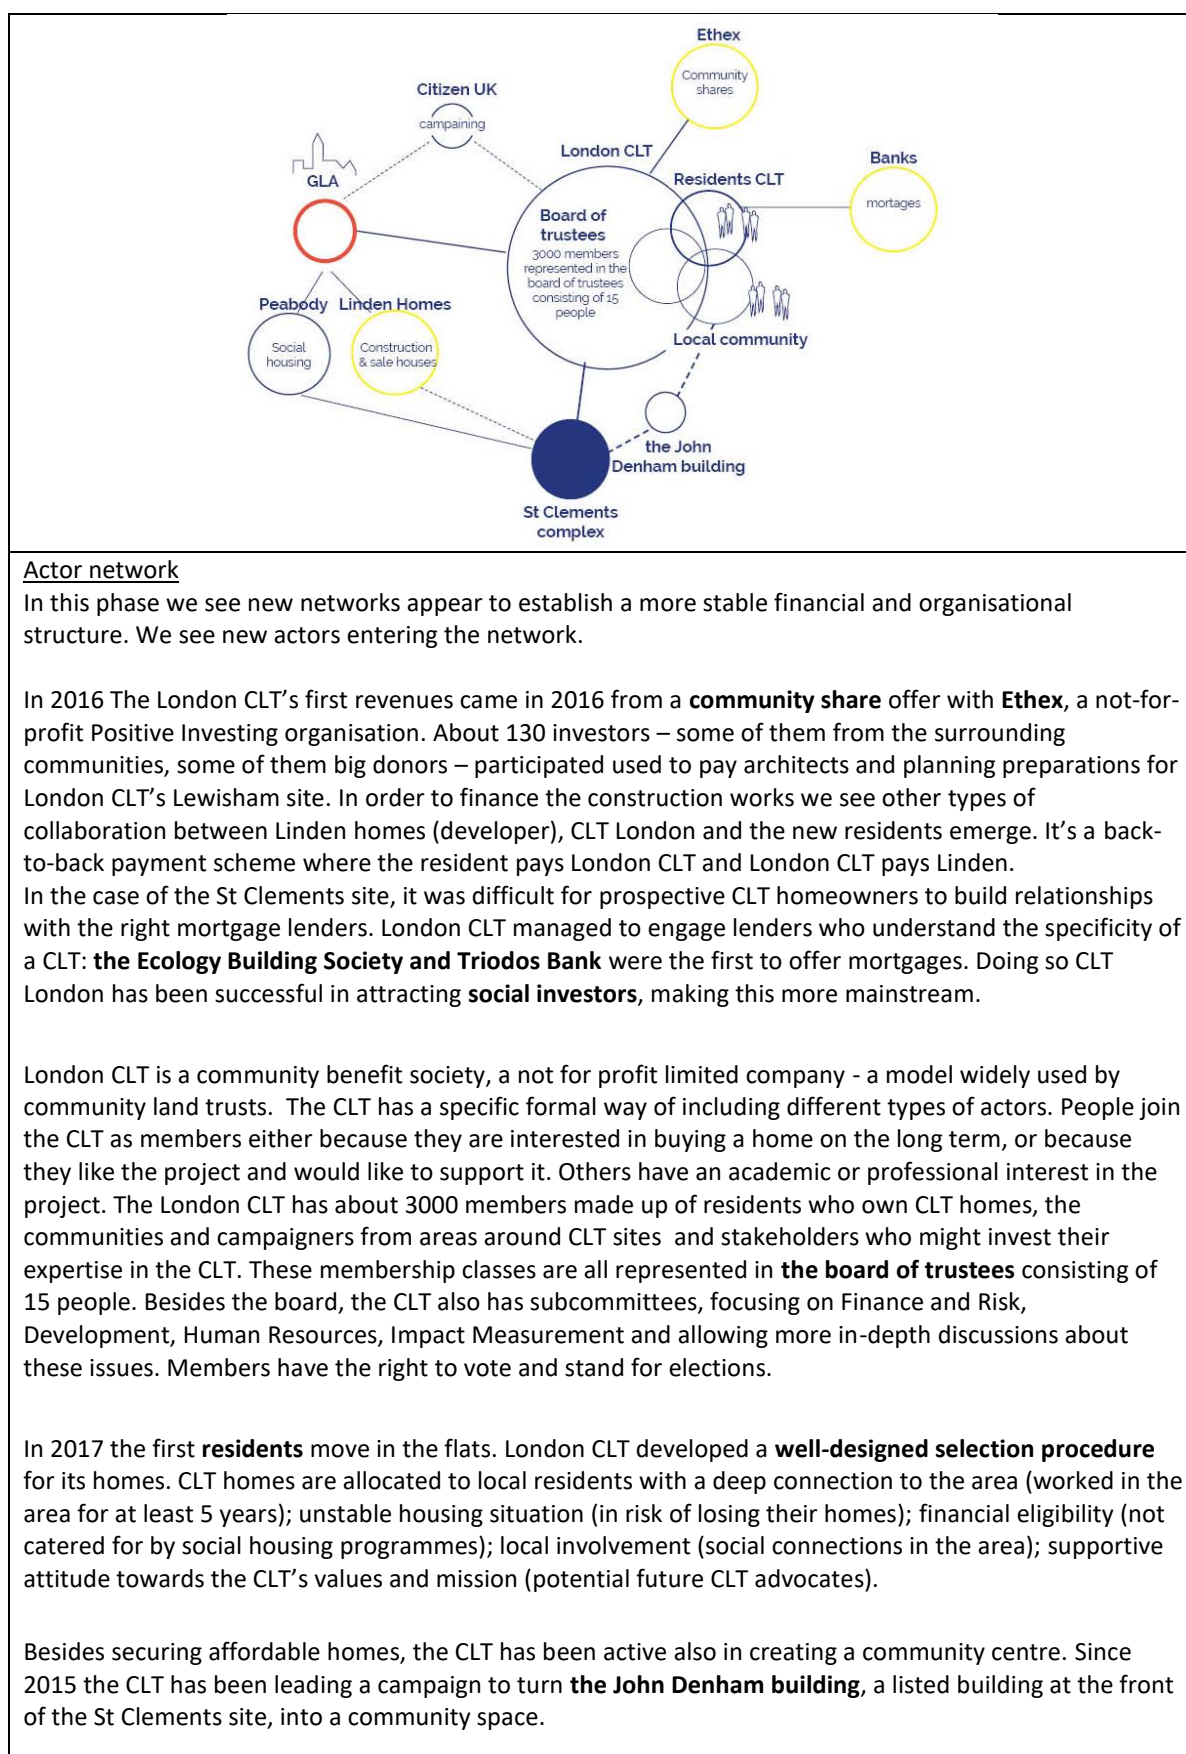 Ethex
Community
shares
Citizen UK
campaining
London CLT
Banks
mortages
GLA
Residents CLT
Board of
trustees
3000 members
represented in the
board of trustees
consisting of 15
people
Peabody
Linden Homes
Social
housing
Construction
& sale houses
Local community
the John
Denham building
St Clements
complex
Actor network
In this phase we see new networks appear to establish a more stable financial and organisational
structure. We see new actors entering the network.
In 2016 The London CLT’s first revenues came in 2016 from a community share offer with Ethex, a not-for-
profit Positive Investing organisation. About 130 investors – some of them from the surrounding
communities, some of them big donors – participated used to pay architects and planning preparations for
London CLT’s Lewisham site. In order to finance the construction works we see other types of
collaboration between Linden homes (developer), CLT London and the new residents emerge. It’s a back-
to-back payment scheme where the resident pays London CLT and London CLT pays Linden.
In the case of the St Clements site, it was difficult for prospective CLT homeowners to build relationships
with the right mortgage lenders. London CLT managed to engage lenders who understand the specificity of
a CLT: the Ecology Building Society and Triodos Bank were the first to offer mortgages. Doing so CLT
London has been successful in attracting social investors, making this more mainstream.
London CLT is a community benefit society, a not for profit limited company - a model widely used by
community land trusts. The CLT has a specific formal way of including different types of actors. People join
the CLT as members either because they are interested in buying a home on the long term, or because
they like the project and would like to support it. Others have an academic or professional interest in the
project. The London CLT has about 3000 members made up of residents who own CLT homes, the
communities and campaigners from areas around CLT sites and stakeholders who might invest their
expertise in the CLT. These membership classes are all represented in the board of trustees consisting of
15 people. Besides the board, the CLT also has subcommittees, focusing on Finance and Risk,
Development, Human Resources, Impact Measurement and allowing more in-depth discussions about
these issues. Members have the right to vote and stand for elections.
In 2017 the first residents move in the flats. London CLT developed a well-designed selection procedure
for its homes. CLT homes are allocated to local residents with a deep connection to the area (worked in the
area for at least 5 years); unstable housing situation (in risk of losing their homes); financial eligibility (not
catered for by social housing programmes); local involvement (social connections in the area); supportive
attitude towards the CLT’s values and mission (potential future CLT advocates).
Besides securing affordable homes, the CLT has been active also in creating a community centre. Since
2015 the CLT has been leading a campaign to turn the John Denham building, a listed building at the front
of the St Clements site, into a community space.